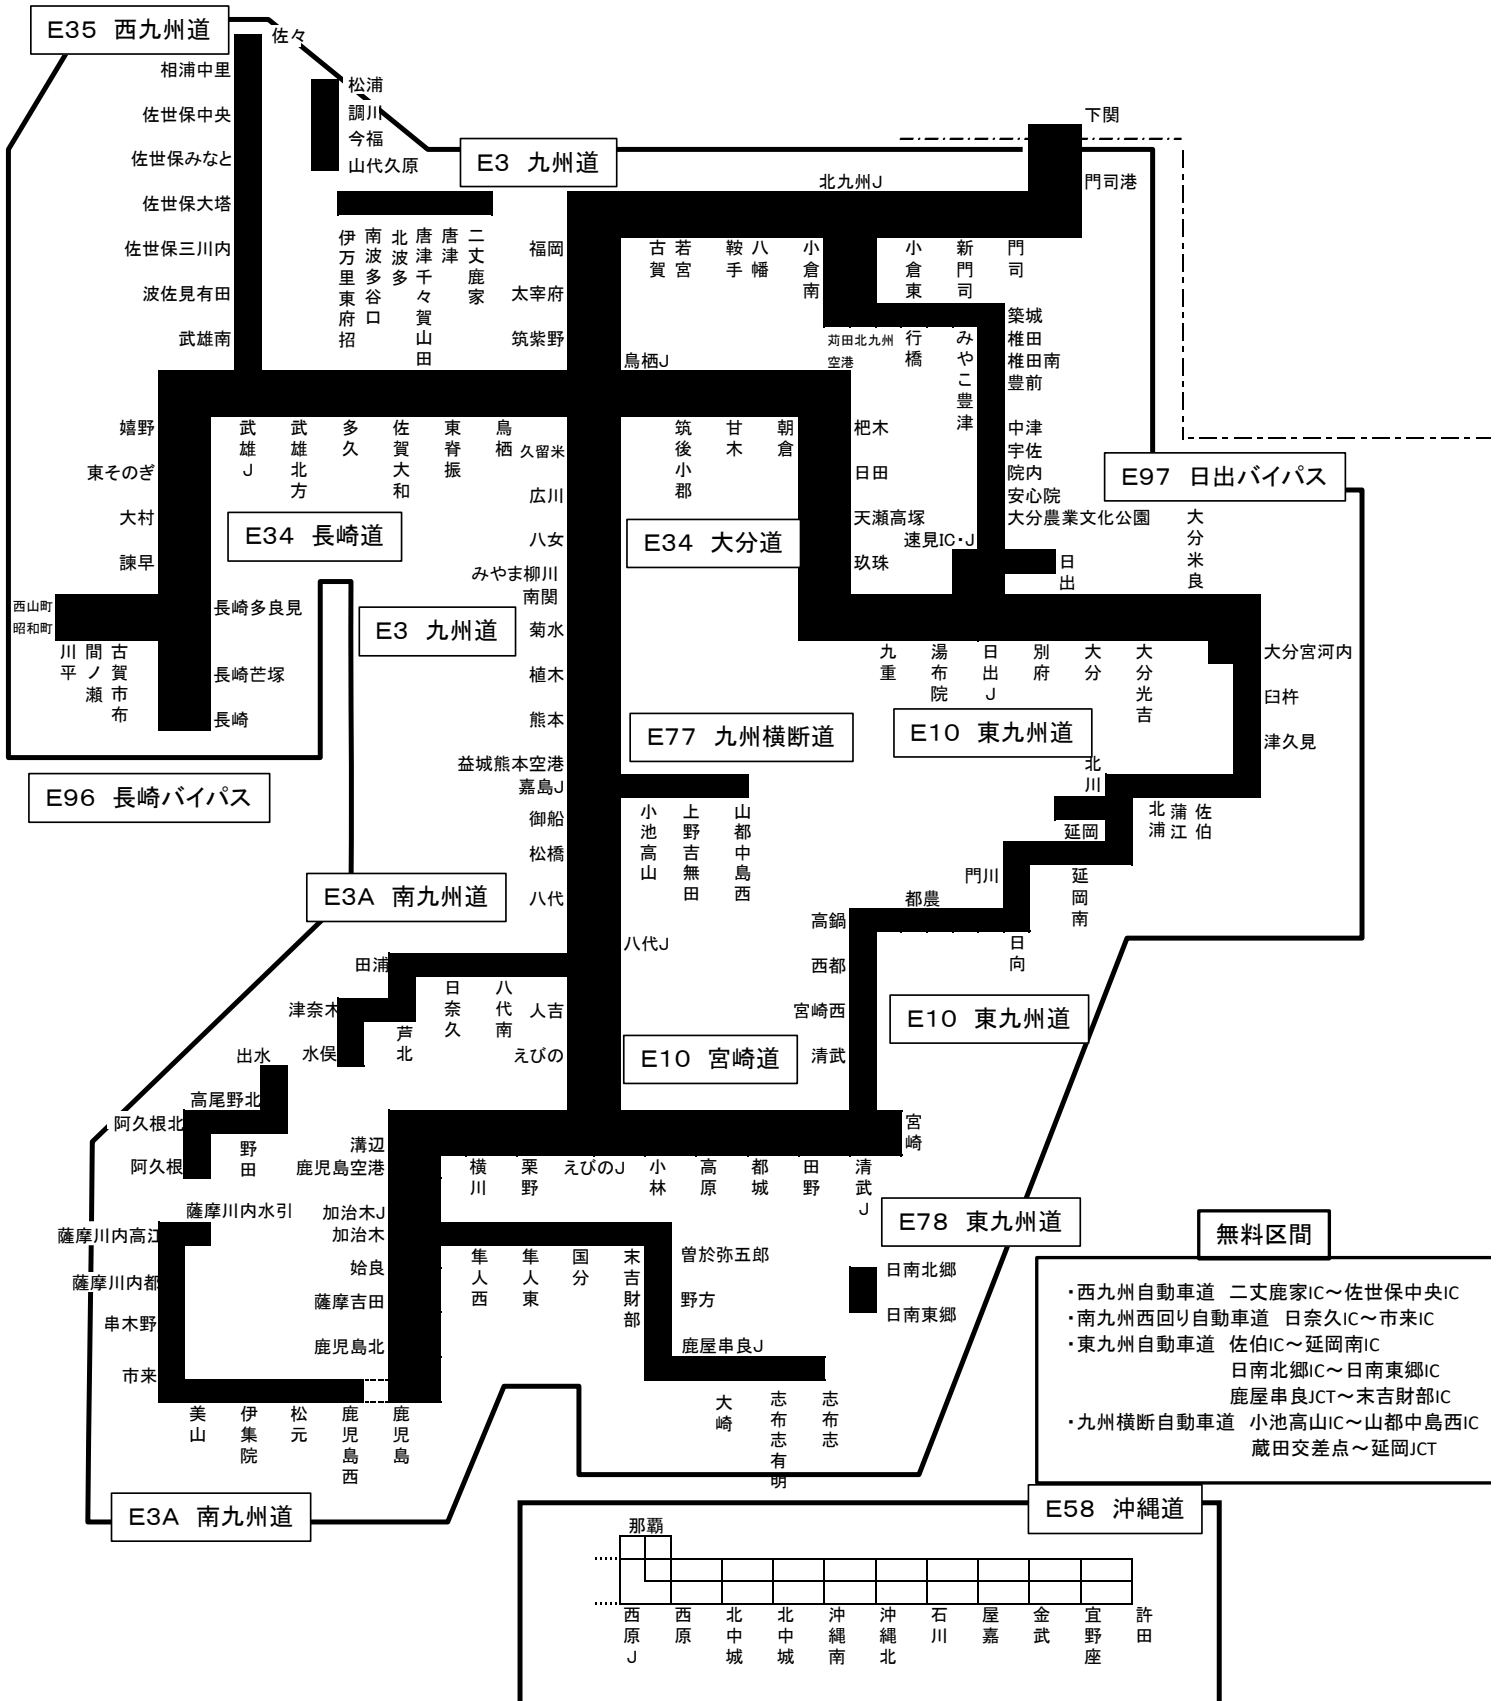 E35 西九州道
佐々
相浦中里
佐世保中央
佐世保みなと
佐世保大塔
佐世保三川内
波佐見有田
武雄南
松浦
調川
今福
山代久原
E3 九州道
伊万里東府招
南波多谷口
北波多
唐津千々賀山田
唐津
二丈鹿家
福岡
太宰府
筑紫野
下関
門司港
北九州J
古賀
若宮
鞍手
八幡
小倉南
小倉東
新門司
門司
苅田北九州
空港
行橋
みやこ豊津
築城
椎田
椎田南
豊前
中津
宇佐
院内
安心院
大分農業文化公園
速見IC・J
日出
E97 日出バイパス
大分米良
鳥栖J
嬉野
東そのぎ
大村
諫早
武雄J
武雄北方
多久
佐賀大和
東脊振
鳥栖
久留米
広川
八女
みやま柳川
南関
菊水
植木
熊本
益城熊本空港
嘉島J
御船
松橋
八代
筑後小郡
甘木
朝倉
杷木
日田
天瀬高塚
玖珠
E34 長崎道
E34 大分道
E3 九州道
西山町
昭和町
川平
間ノ瀬
古賀市布
長崎多良見
長崎芒塚
長崎
九重
湯布院
日出J
別府
大分
大分光吉
大分宮河内
臼杵
津久見
E77 九州横断道
E10 東九州道
E96 長崎バイパス
小池高山
上野吉無田
山都中島西
北川
延岡
北浦
蒲江
佐伯
延岡南
門川
都農
日向
高鍋
西都
宮崎西
清武
E3A 南九州道
八代J
田浦
津奈木
水俣
芦北
日奈久
八代南
人吉
えびの
E10 宮崎道
E10 東九州道
出水
高尾野北
阿久根北
阿久根
野田
溝辺
鹿児島空港
横川
栗野
えびのJ
小林
高原
都城
田野
清武J
宮崎
薩摩川内水引
薩摩川内高江
薩摩川内都
串木野
市来
加治木J
加治木
姶良
薩摩吉田
鹿児島北
隼人西
隼人東
国分
末吉財部
曽於弥五郎
野方
鹿屋串良J
E78 東九州道
日南北郷
日南東郷
美山
伊集院
松元
鹿児島西
鹿児島
大崎
志布志有明
志布志
無料区間
・西九州自動車道 二丈鹿家IC～佐世保中央IC
・南九州西回り自動車道 日奈久IC～市来IC
・東九州自動車道 佐伯IC～延岡南IC
日南北郷IC～日南東郷IC
鹿屋串良JCT～末吉財部IC
・九州横断自動車道 小池高山IC～山都中島西IC
蔵田交差点～延岡JCT
E3A 南九州道
E58 沖縄道
那覇
西原J
西原
北中城
北中城
沖縄南
沖縄北
石川
屋嘉
金武
宜野座
許田